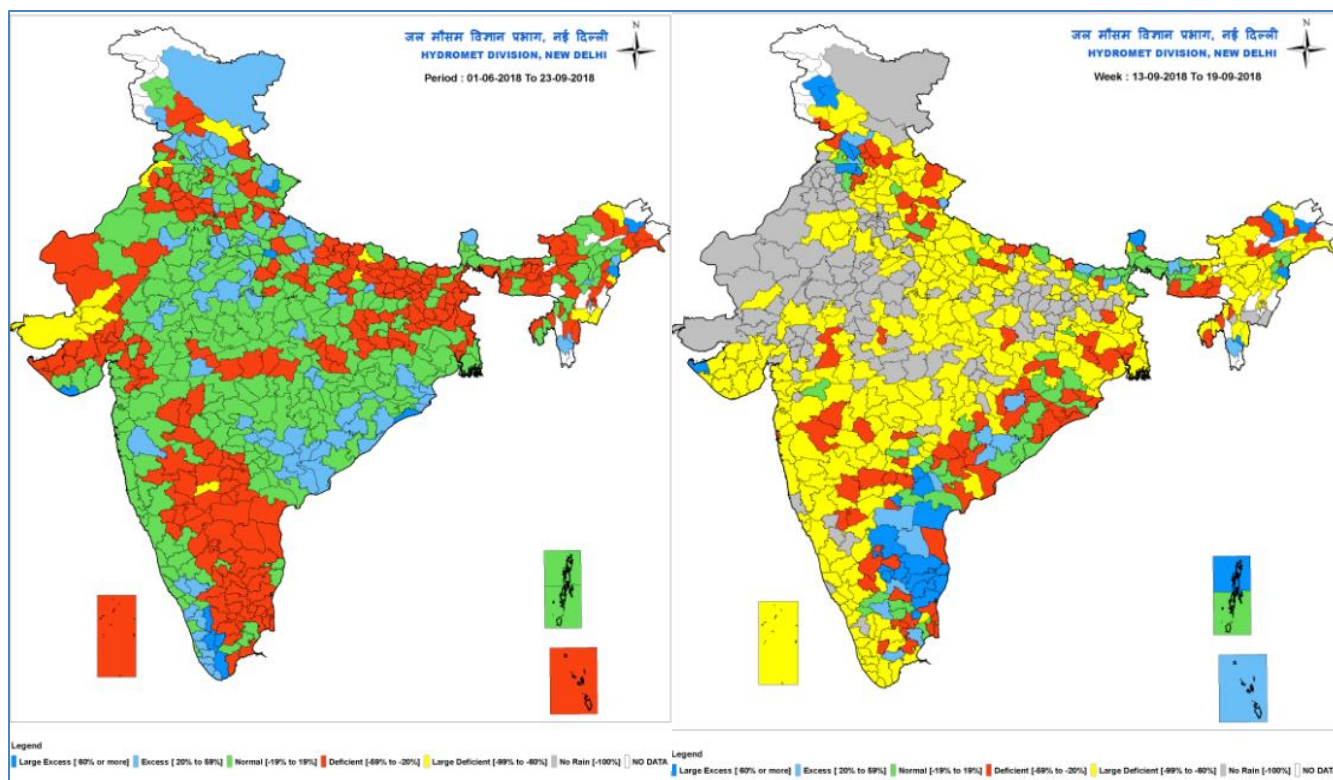 जल मौसम विज्ञान प्रभाग, नई दिल्ली
HYDROMET DIVISION, NEW DELHI
Period : 01-06-2018 To 23-09-2018
N
Legend
Large Excess [ 60% or more] Excess [ 20% to 59%] Normal [-19% to 19%] Deficient [-59% to -20%] Large Deficient [-99% to -60%] No Rain [-100%] NO DATA
जल मौसम विज्ञान प्रभाग, नई दिल्ली
HYDROMET DIVISION, NEW DELHI
Week : 13-09-2018 To 19-09-2018
N
Legend
Large Excess [ 60% or more] Excess [ 20% to 59%] Normal [-19% to 19%] Deficient [-59% to -20%] Large Deficient [-99% to -60%] No Rain [-100%] NO DATA